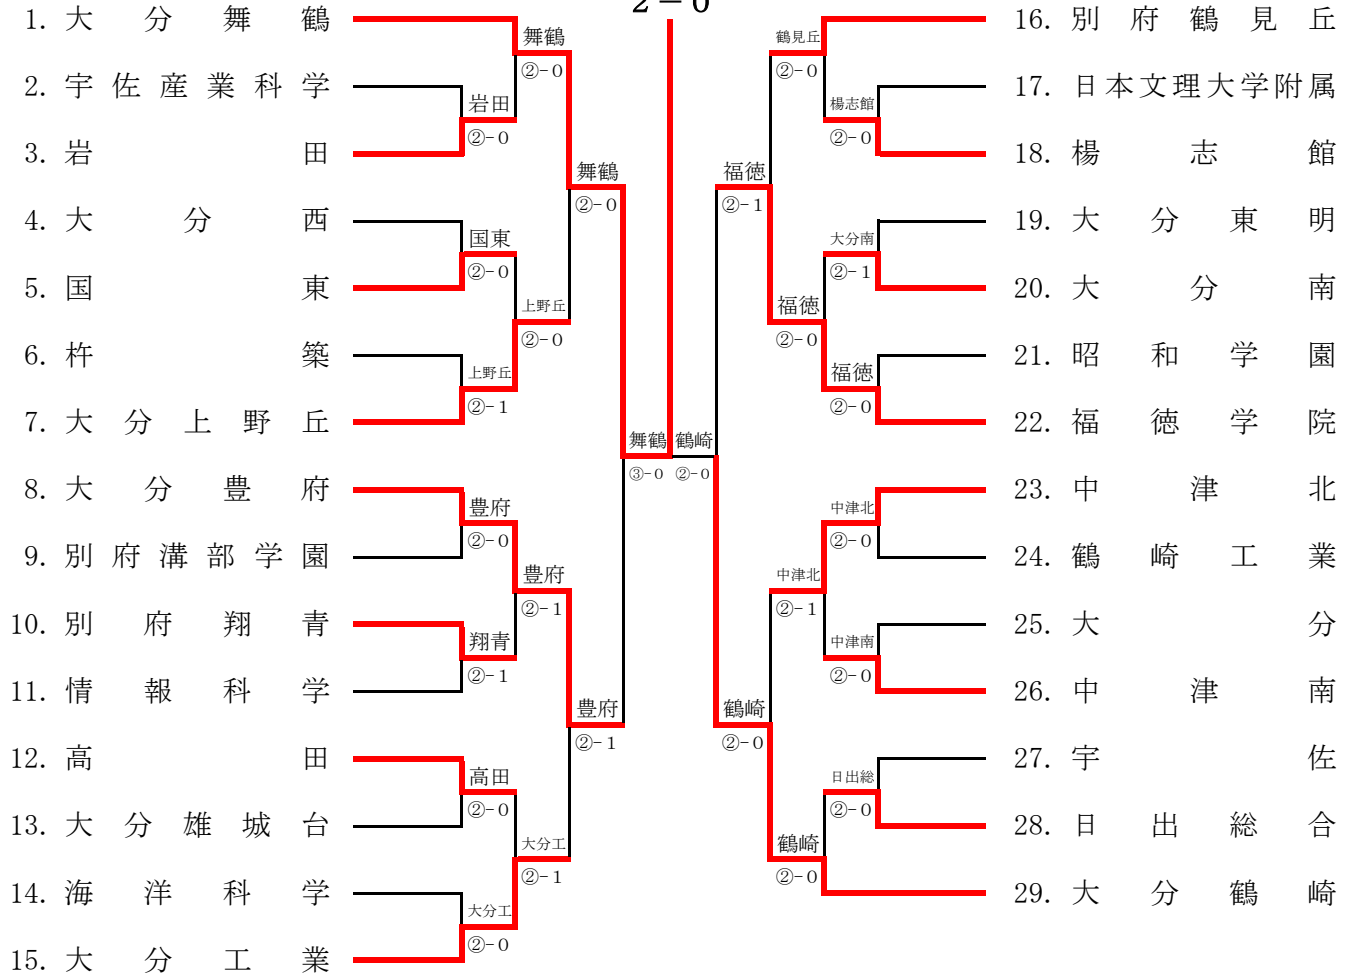 2－0
1. 大分舞鶴
2. 宇佐産業科学
3. 岩田
4. 大分西
5. 国東
6. 杵築
7. 大分上野丘
8. 大分豊府
9. 別府溝部学園
10. 別府翔青
11. 情報科学
12. 高田
13. 大分雄城台
14. 海洋科学
15. 大分工業
岩田
②-0
国東
②-0
上野丘
②-1
豊府
②-0
翔青
②-1
高田
②-0
大分工
②-0
舞鶴
②-0
上野丘
②-0
豊府
②-1
大分工
②-1
舞鶴
②-0
豊府
②-1
舞鶴
③-0
鶴崎
②-0
福徳
②-1
鶴崎
②-0
鶴見丘
②-0
福徳
②-0
中津北
②-1
鶴崎
②-0
楊志館
②-0
大分南
②-1
福徳
②-0
中津北
②-0
中津南
②-0
日出総
②-0
16. 別府鶴見丘
17. 日本文理大学附属
18. 楊志館
19. 大分東明
20. 大分南
21. 昭和学園
22. 福徳学院
23. 中津北
24. 鶴崎工業
25. 大分
26. 中津南
27. 宇佐
28. 日出総合
29. 大分鶴崎